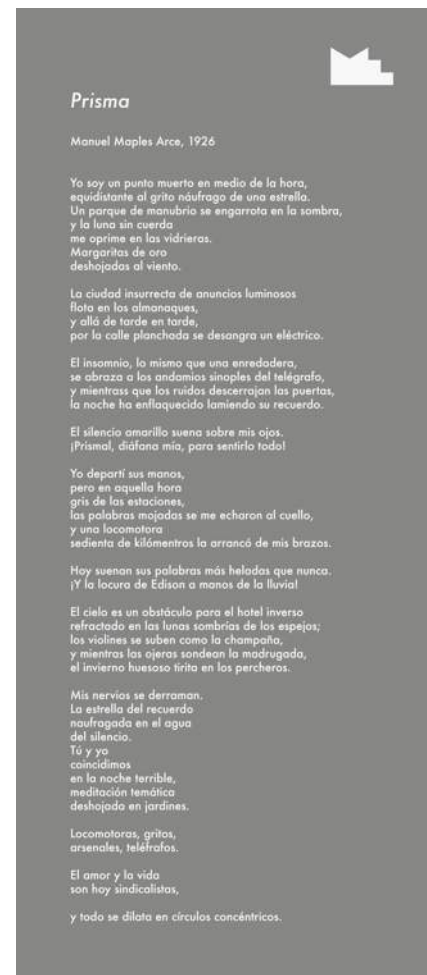 Prisma
Manuel Maples Arce, 1926
Yo soy un punto muerto en medio de la hora,
equidistante al grito náufrago de una estrella.
Un parque de manubrio se engarrota en la sombra,
y la luna sin cuerda
me oprime en las vidrieras.
Margaritas de oro
deshojadas al viento.
La ciudad insurrecta de anuncios luminosos
flota en los almanaques,
y allá de tarde en tarde,
por la calle planchada se desangra un eléctrico.
El insomnio, lo mismo que una enredadera,
se abraza a los andamios sinoples del telégrafo,
y mientrass que los ruidos descerrajan las puertas,
la noche ha enflaquecido lamiendo su recuerdo.
El silencio amarillo suena sobre mis ojos.
¡Prismal, diáfana mía, para sentirlo todo!
Yo departí sus manos,
pero en aquella hora
gris de las estaciones,
las palabras mojadas se me echaron al cuello,
y una locomotora
sedienta de kilómentros la arrancó de mis brazos.
Hoy suenan sus palabras más heladas que nunca.
¡Y la locura de Edison a manos de la lluvia!
El cielo es un obstáculo para el hotel inverso
refractado en las lunas sombrías de los espejos;
los violines se suben como la champaña,
y mientras las ojeras sondean la madrugada,
el invierno huesoso tirita en los percheros.
Mis nervios se derraman.
La estrella del recuerdo
naufragada en el agua
del silencio.
Tú y yo
coincidimos
en la noche terrible,
meditación temática
deshojada en jardines.
Locomotoras, gritos,
arsenales, teléfrafos.
El amor y la vida
son hoy sindicalistas,
y todo se dilata en círculos concéntricos.